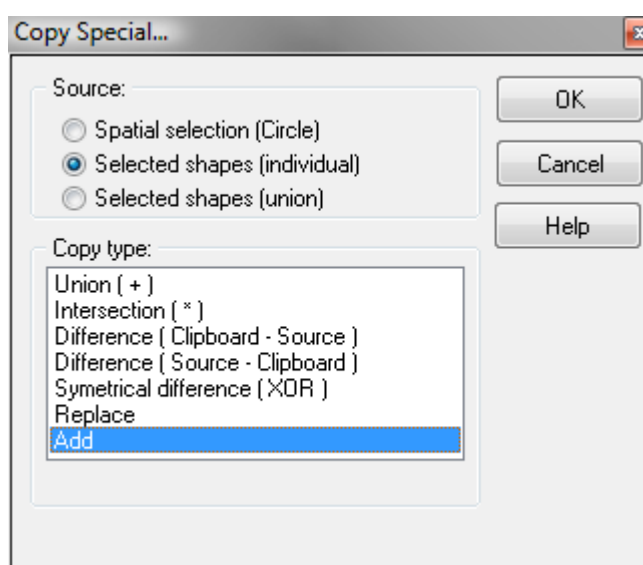 Copy Special...
Source:
Spatial selection (Circle)
Selected shapes (individual)
Selected shapes (union)
OK
Cancel
Help
Copy type:
Union ( + )
Intersection ( * )
Difference ( Clipboard - Source )
Difference ( Source - Clipboard )
Symetrical difference ( XOR )
Replace
Add